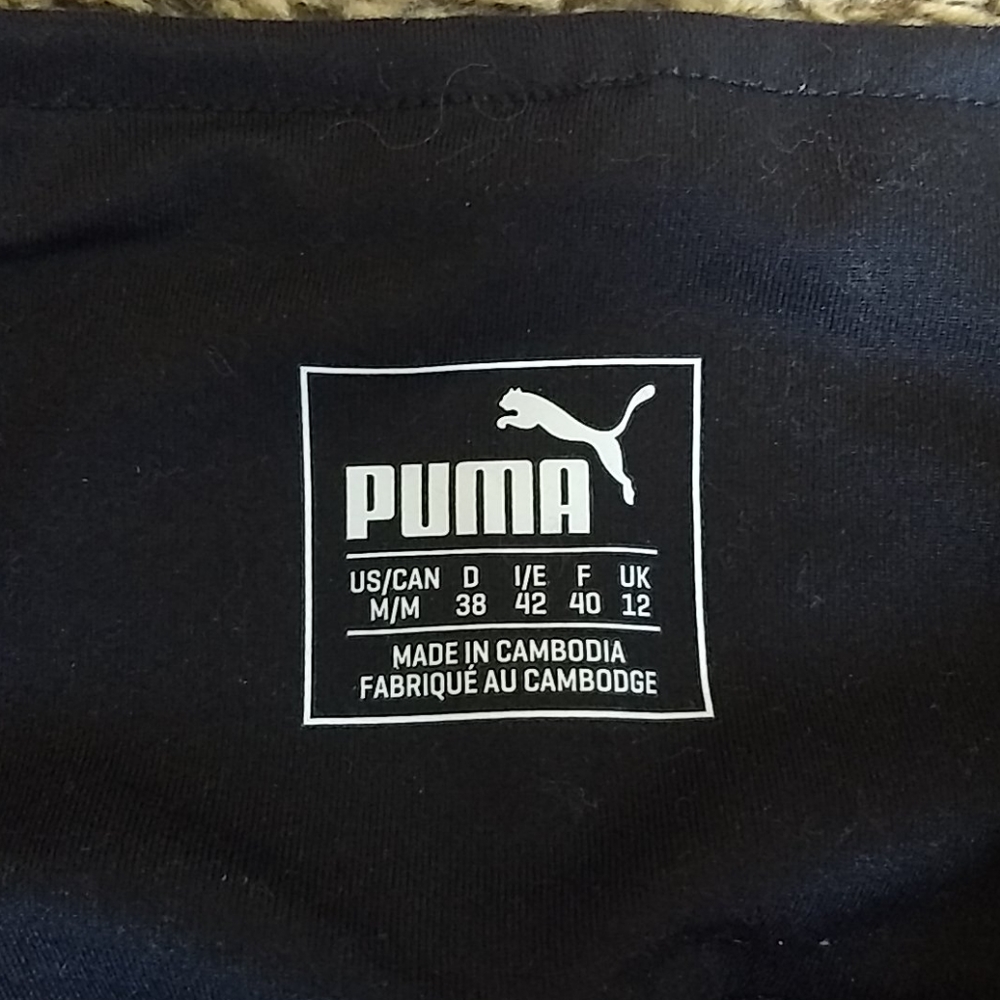 PUMA
US/CAN D I/E F UK
M/M 38 42 40 12
MADE IN CAMBODIA
FABRIQUÉ AU CAMBODGE